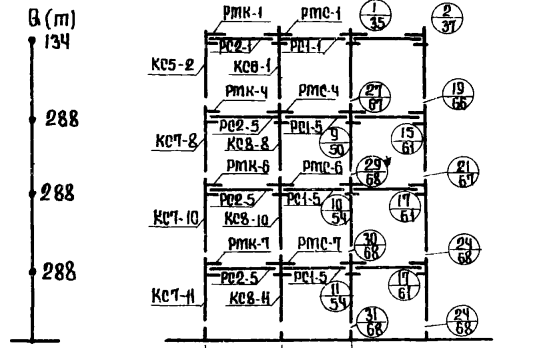 Q (m)
134
288
288
288
РМК-1
РМС-1
1
35
2
37
РС2-1
РС1-1
КС5-2
КС6-1
РМК-4
РМС-4
27
67
19
66
РС2-5
РС1-5
КС7-8
КС8-8
9
50
15
61
РМК-6
РМС-6
29
68
21
67
РС2-5
РС1-5
КС7-10
КС8-10
10
54
17
61
РМК-7
РМС-7
30
68
24
68
РС2-5
РС1-5
КС7-11
КС8-11
11
54
17
61
31
68
24
68